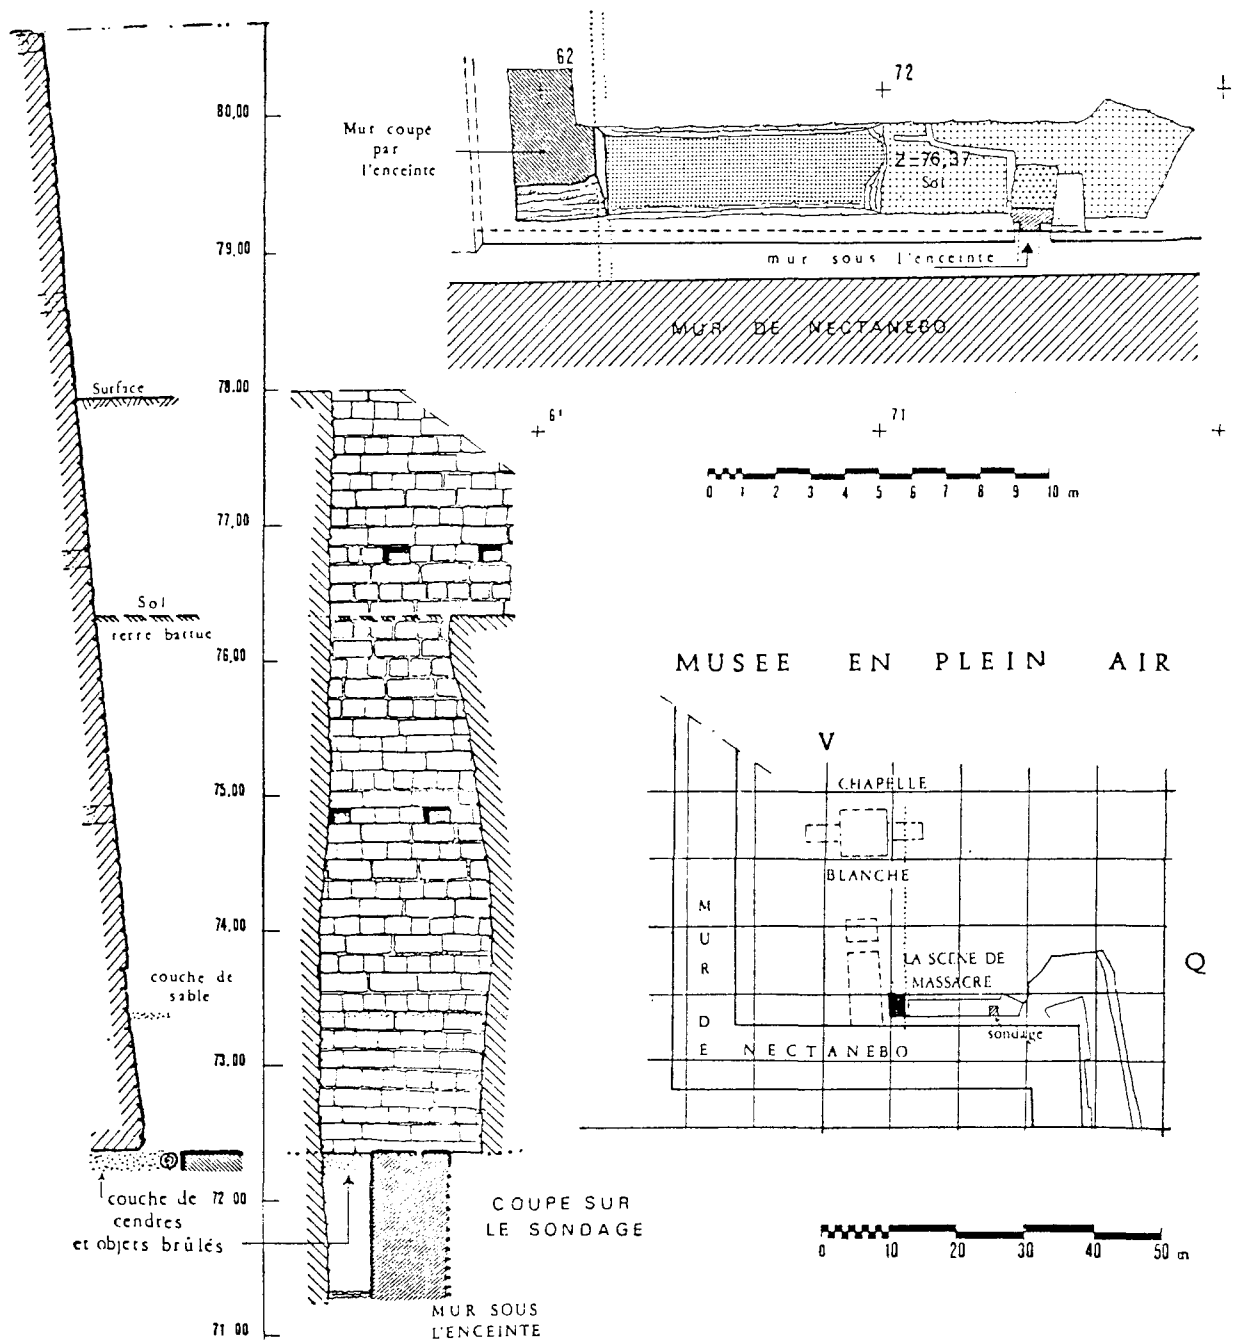 80,00
79,00
78.00
77,00
76,00
75,00
74,00
73,00
72 00
71 00
Surface
Sol
terre battue
couche de
sable
couche de
cendres
et objets brûlés
62
72
Mur coupé
par
l'enceinte
Z=76,37
Sol
mur sous l'enceinte
MUR DE NECTANEBO
61
71
0 1 2 3 4 5 6 7 8 9 10 m
COUPE SUR
LE SONDAGE
MUR SOUS
L'ENCEINTE
MUSEE EN PLEIN AIR
V
CHAPELLE
BLANCHE
LA SCENE DE
MASSACRE
Q
sondage
MUR DE NECTANEBO
0 10 20 30 40 50 m